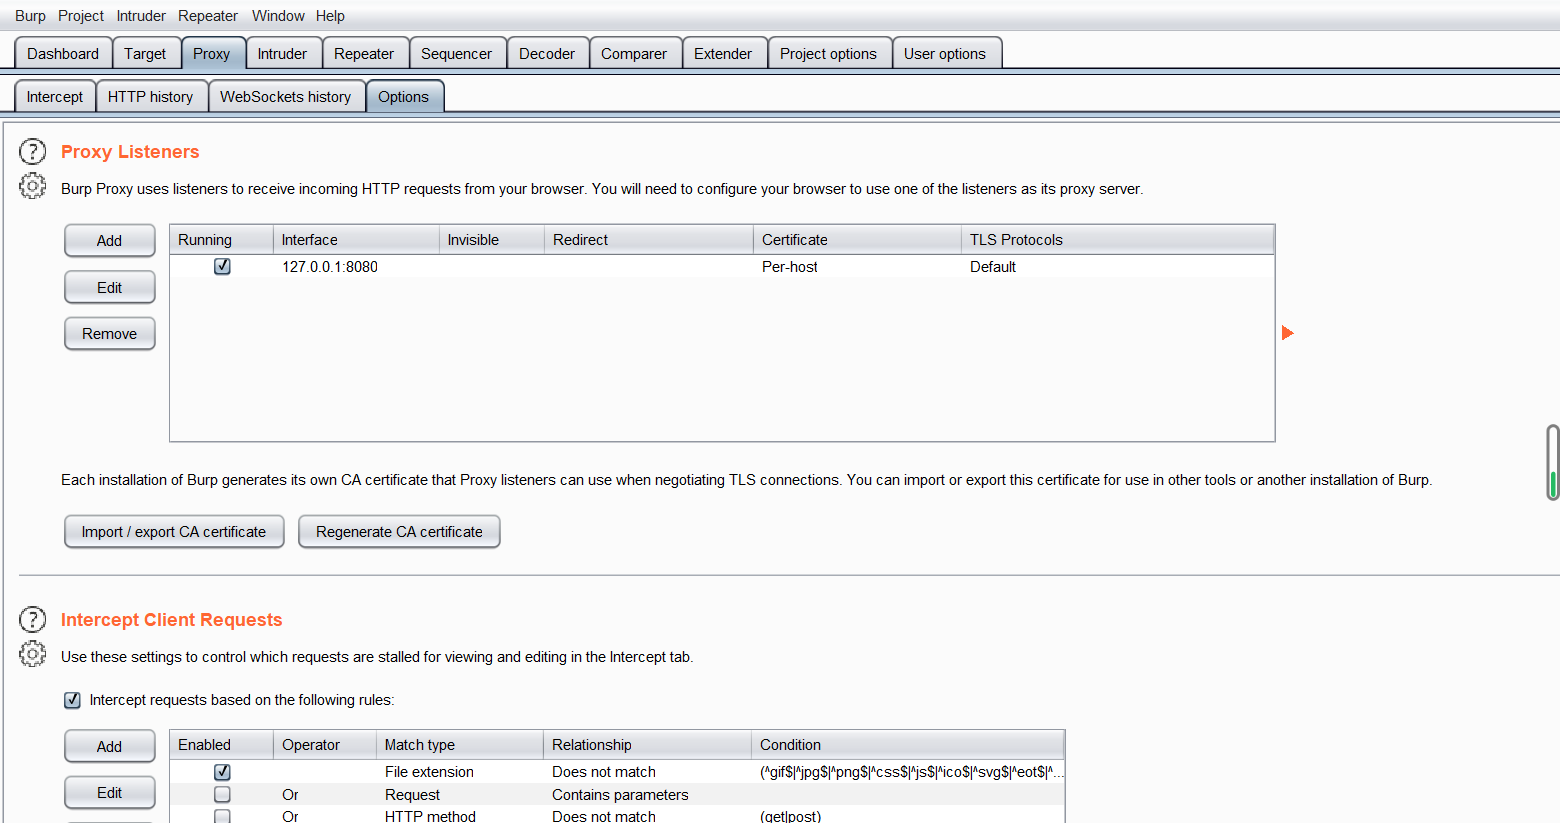 Burp Project Intruder Repeater Window Help
Dashboard Target Proxy Intruder Repeater Sequencer Decoder Comparer Extender Project options User options
Intercept HTTP history WebSockets history Options
? Proxy Listeners
Burp Proxy uses listeners to receive incoming HTTP requests from your browser. You will need to configure your browser to use one of the listeners as its proxy server.
Add Running Interface Invisible Redirect Certificate TLS Protocols
127.0.0.1:8080 Per-host Default
Edit
Remove
Each installation of Burp generates its own CA certificate that Proxy listeners can use when negotiating TLS connections. You can import or export this certificate for use in other tools or another installation of Burp.
Import / export CA certificate Regenerate CA certificate
? Intercept Client Requests
Use these settings to control which requests are stalled for viewing and editing in the Intercept tab.
Intercept requests based on the following rules:
Add Enabled Operator Match type Relationship Condition
File extension Does not match (^gif$|^jpg$|^png$|^css$|^js$|^ico$|^svg$|^eot$|^...
Edit Or Request Contains parameters
Or HTTP method Does not match (get|post)